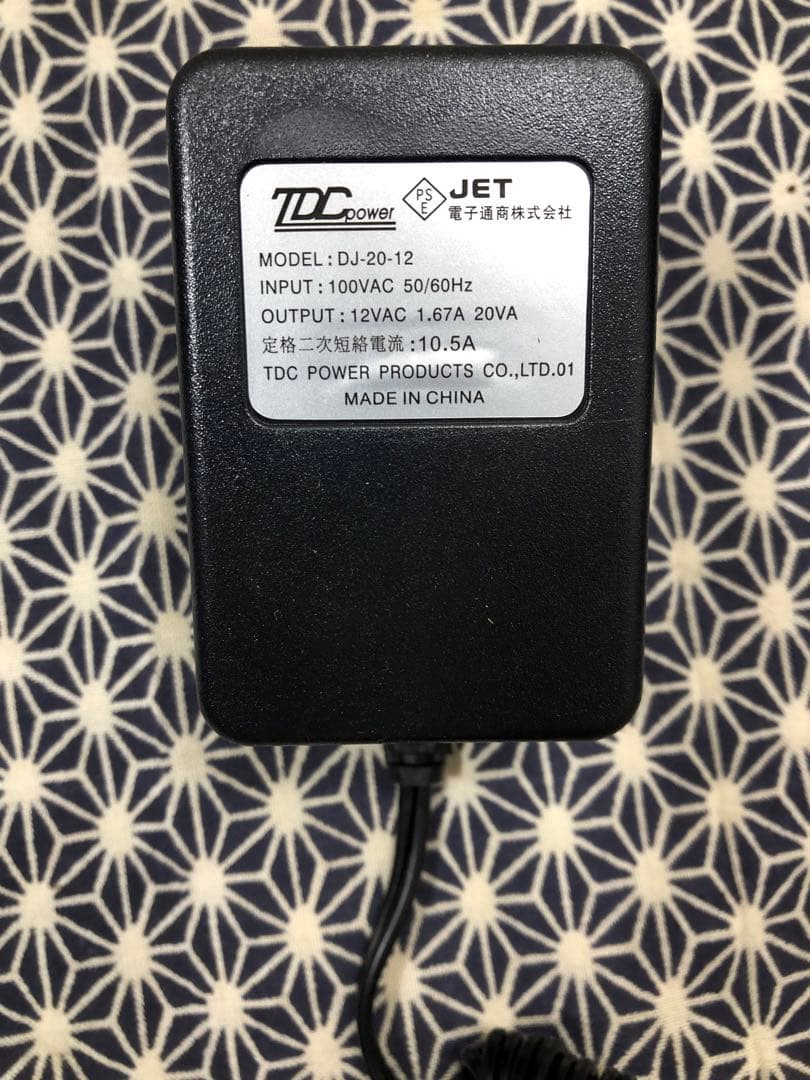 TDC power
PS
E
JET
電子通商株式会社
MODEL : DJ-20-12
INPUT : 100VAC 50/60Hz
OUTPUT : 12VAC 1.67A 20VA
定格二次短絡電流 : 10.5A
TDC POWER PRODUCTS CO.,LTD.01
MADE IN CHINA